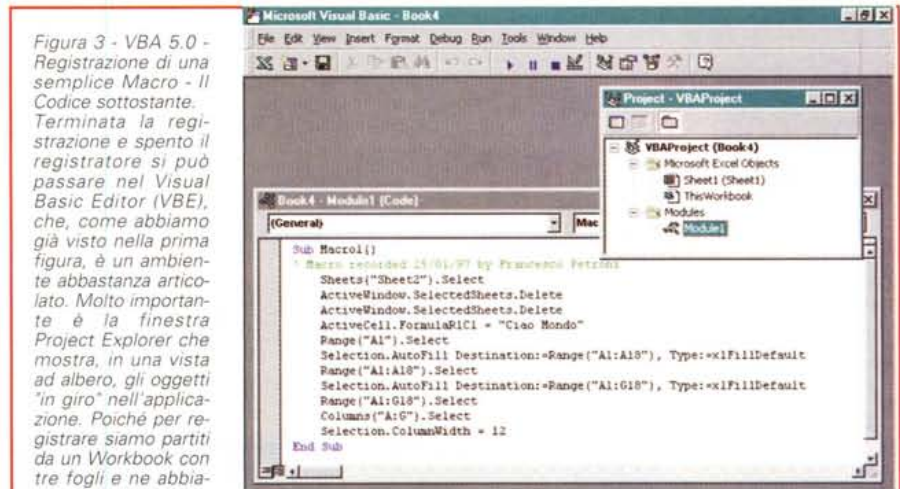 Figura 3 - VBA 5.0 -
Registrazione di una
semplice Macro - Il
Codice sottostante.
Terminata la regi-
strazione e spento il
registratore si può
passare nel Visual
Basic Editor (VBE),
che, come abbiamo
già visto nella prima
figura, è un ambien-
te abbastanza artico-
lato. Molto importan-
te è la finestra
Project Explorer che
mostra, in una vista
ad albero, gli oggetti
"in giro" nell'applica-
zione. Poiché per re-
gistrare siamo partiti
da un Workbook con
tre fogli e ne abbia-
Microsoft Visual Basic - Book4
File Edit View Insert Format Debug Run Tools Window Help
Project - VBAProject
VBAProject (Book4)
Microsoft Excel Objects
Sheet1 (Sheet1)
ThisWorkbook
Modules
Module1
Book4 - Module1 (Code)
(General)
Mac
Sub Macro1()
' Macro recorded 15/01/97 by Francesco Petroni
Sheets("Sheet2").Select
ActiveWindow.SelectedSheets.Delete
ActiveWindow.SelectedSheets.Delete
ActiveCell.FormulaR1C1 = "Ciao Mondo"
Range("A1").Select
Selection.AutoFill Destination:=Range("A1:A18"), Type:=xlFillDefault
Range("A1:A18").Select
Selection.AutoFill Destination:=Range("A1:G18"), Type:=xlFillDefault
Range("A1:G18").Select
Columns("A:G").Select
Selection.ColumnWidth = 12
End Sub